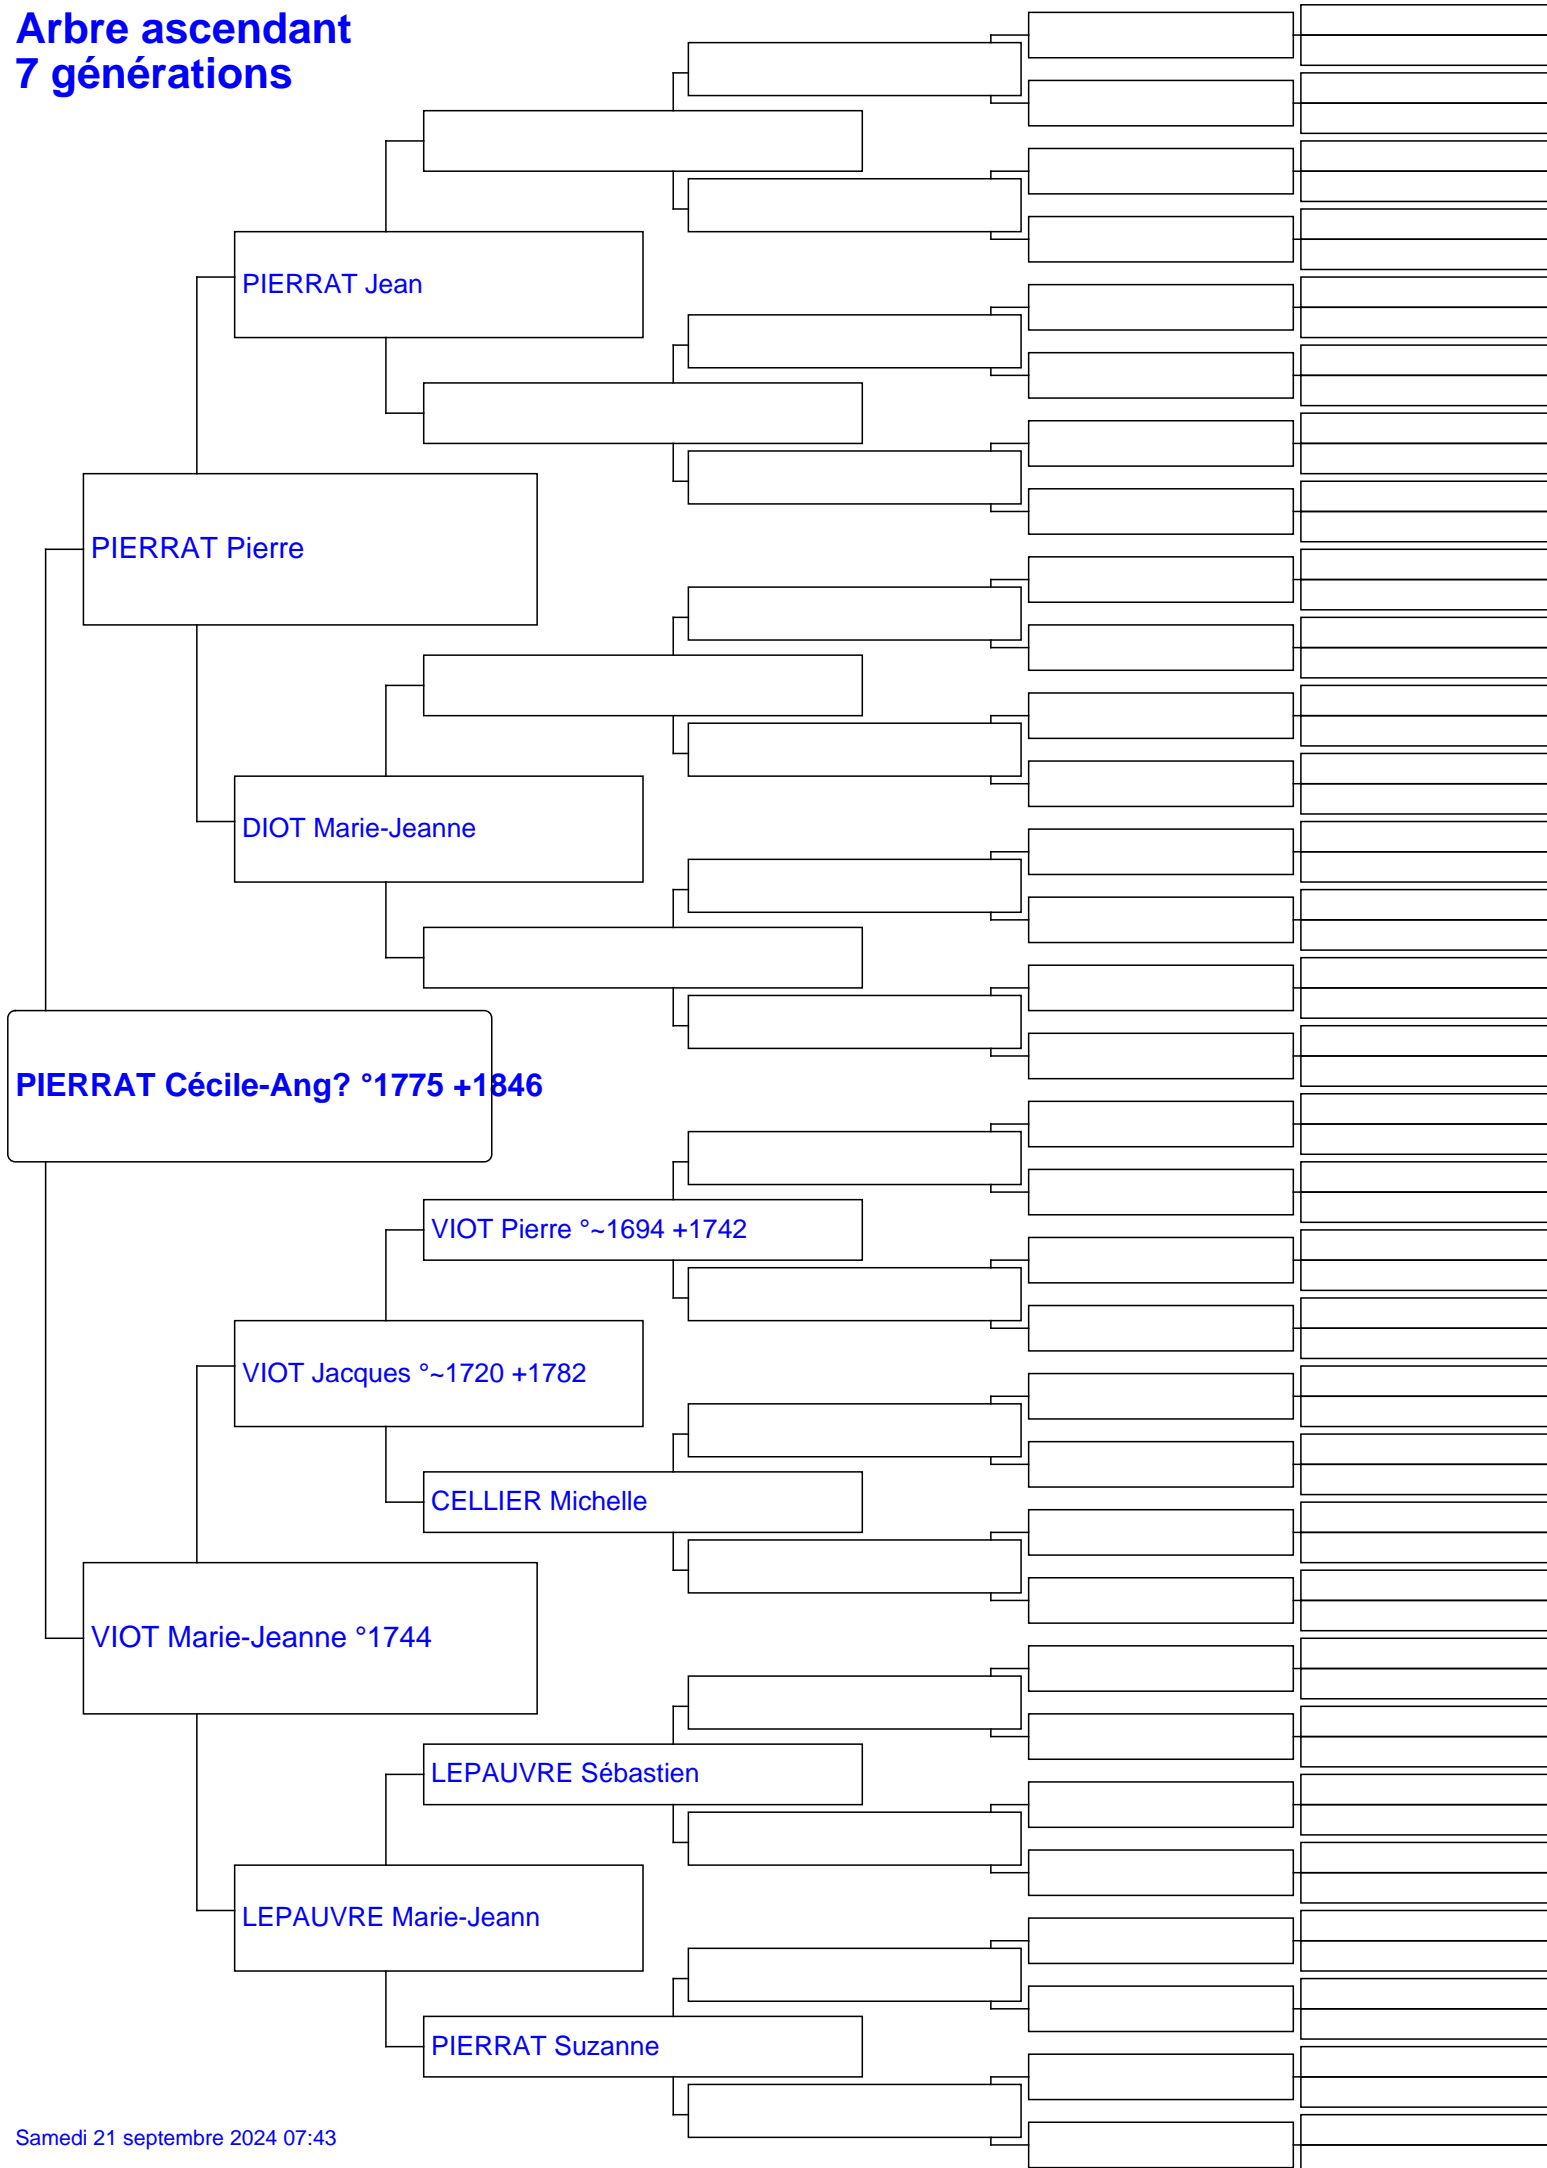 Arbre ascendant
7 générations
PIERRAT Jean
PIERRAT Pierre
DIOT Marie-Jeanne
PIERRAT Cécile-Ang? °1775 +1846
VIOT Pierre °~1694 +1742
VIOT Jacques °~1720 +1782
CELLIER Michelle
VIOT Marie-Jeanne °1744
LEPAUVRE Sébastien
LEPAUVRE Marie-Jeann
PIERRAT Suzanne
Samedi 21 septembre 2024 07:43